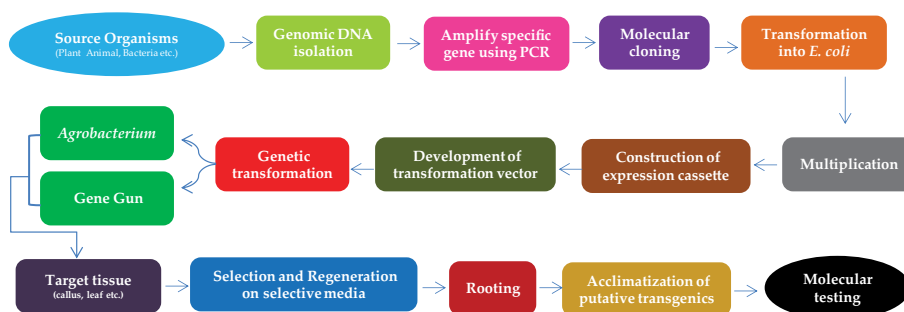 Source Organisms
(Plant Animal, Bacteria etc.)
Genomic DNA
isolation
Amplify specific
gene using PCR
Molecular
cloning
Transformation
into E. coli
Multiplication
Construction of
expression cassette
Development of
transformation vector
Genetic
transformation
Agrobacterium
Gene Gun
Target tissue
(callus, leaf etc.)
Selection and Regeneration
on selective media
Rooting
Acclimatization of
putative transgenics
Molecular
testing